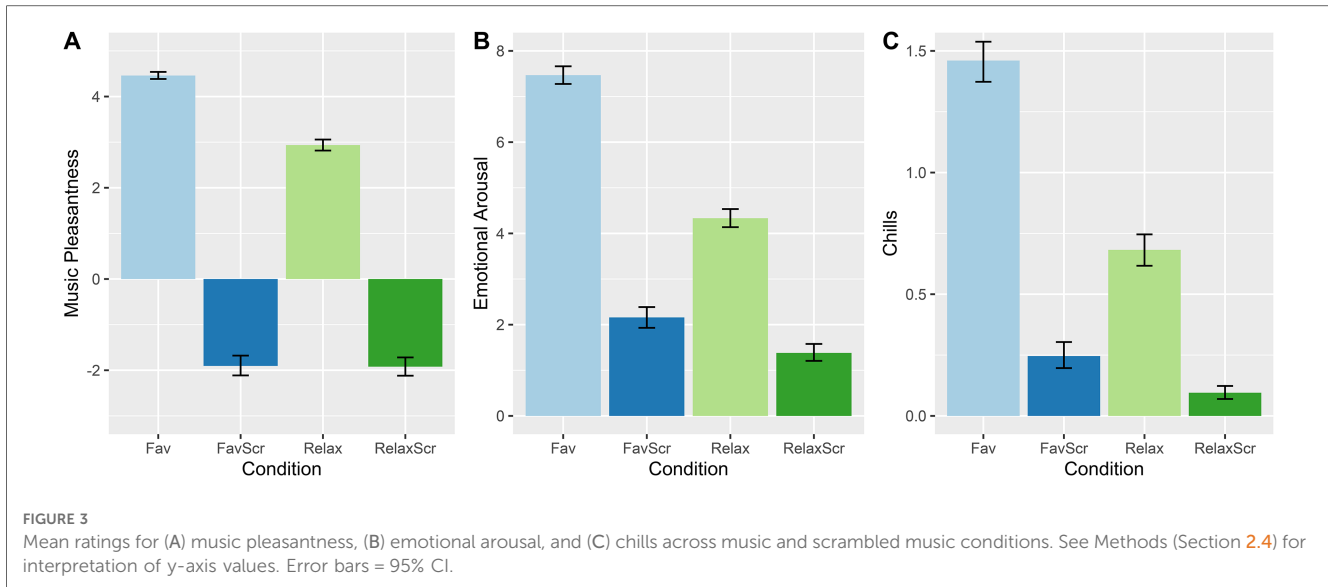 A
Music Pleasantness
4
2
0
-2
Fav FavScr Relax RelaxScr
Condition
B
Emotional Arousal
8
6
4
2
0
Fav FavScr Relax RelaxScr
Condition
C
Chills
1.5
1.0
0.5
0.0
Fav FavScr Relax RelaxScr
Condition
FIGURE 3
Mean ratings for (A) music pleasantness, (B) emotional arousal, and (C) chills across music and scrambled music conditions. See Methods (Section 2.4) for
interpretation of y-axis values. Error bars = 95% CI.